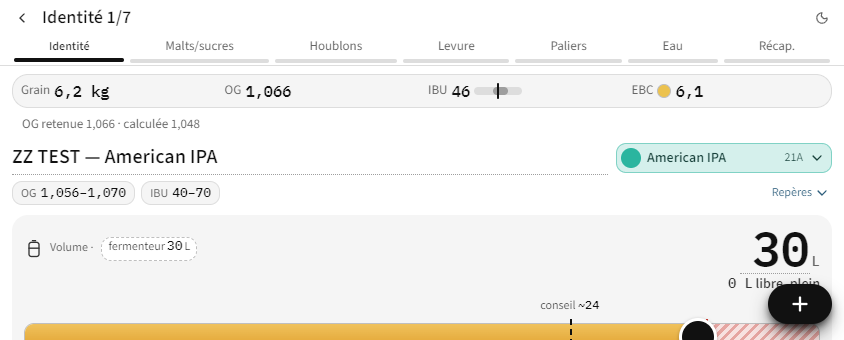 Identité 1/7
Identité Malts/sucres Houblons Levure Paliers Eau Récap.
Grain 6,2 kg OG 1,066 IBU 46 EBC 6,1
OG retenue 1,066 · calculée 1,048
ZZ TEST — American IPA American IPA 21A
OG 1,056–1,070 IBU 40–70 Repères
Volume · fermenteur 30 L 30 L
0 L libre, plein
conseil ~24